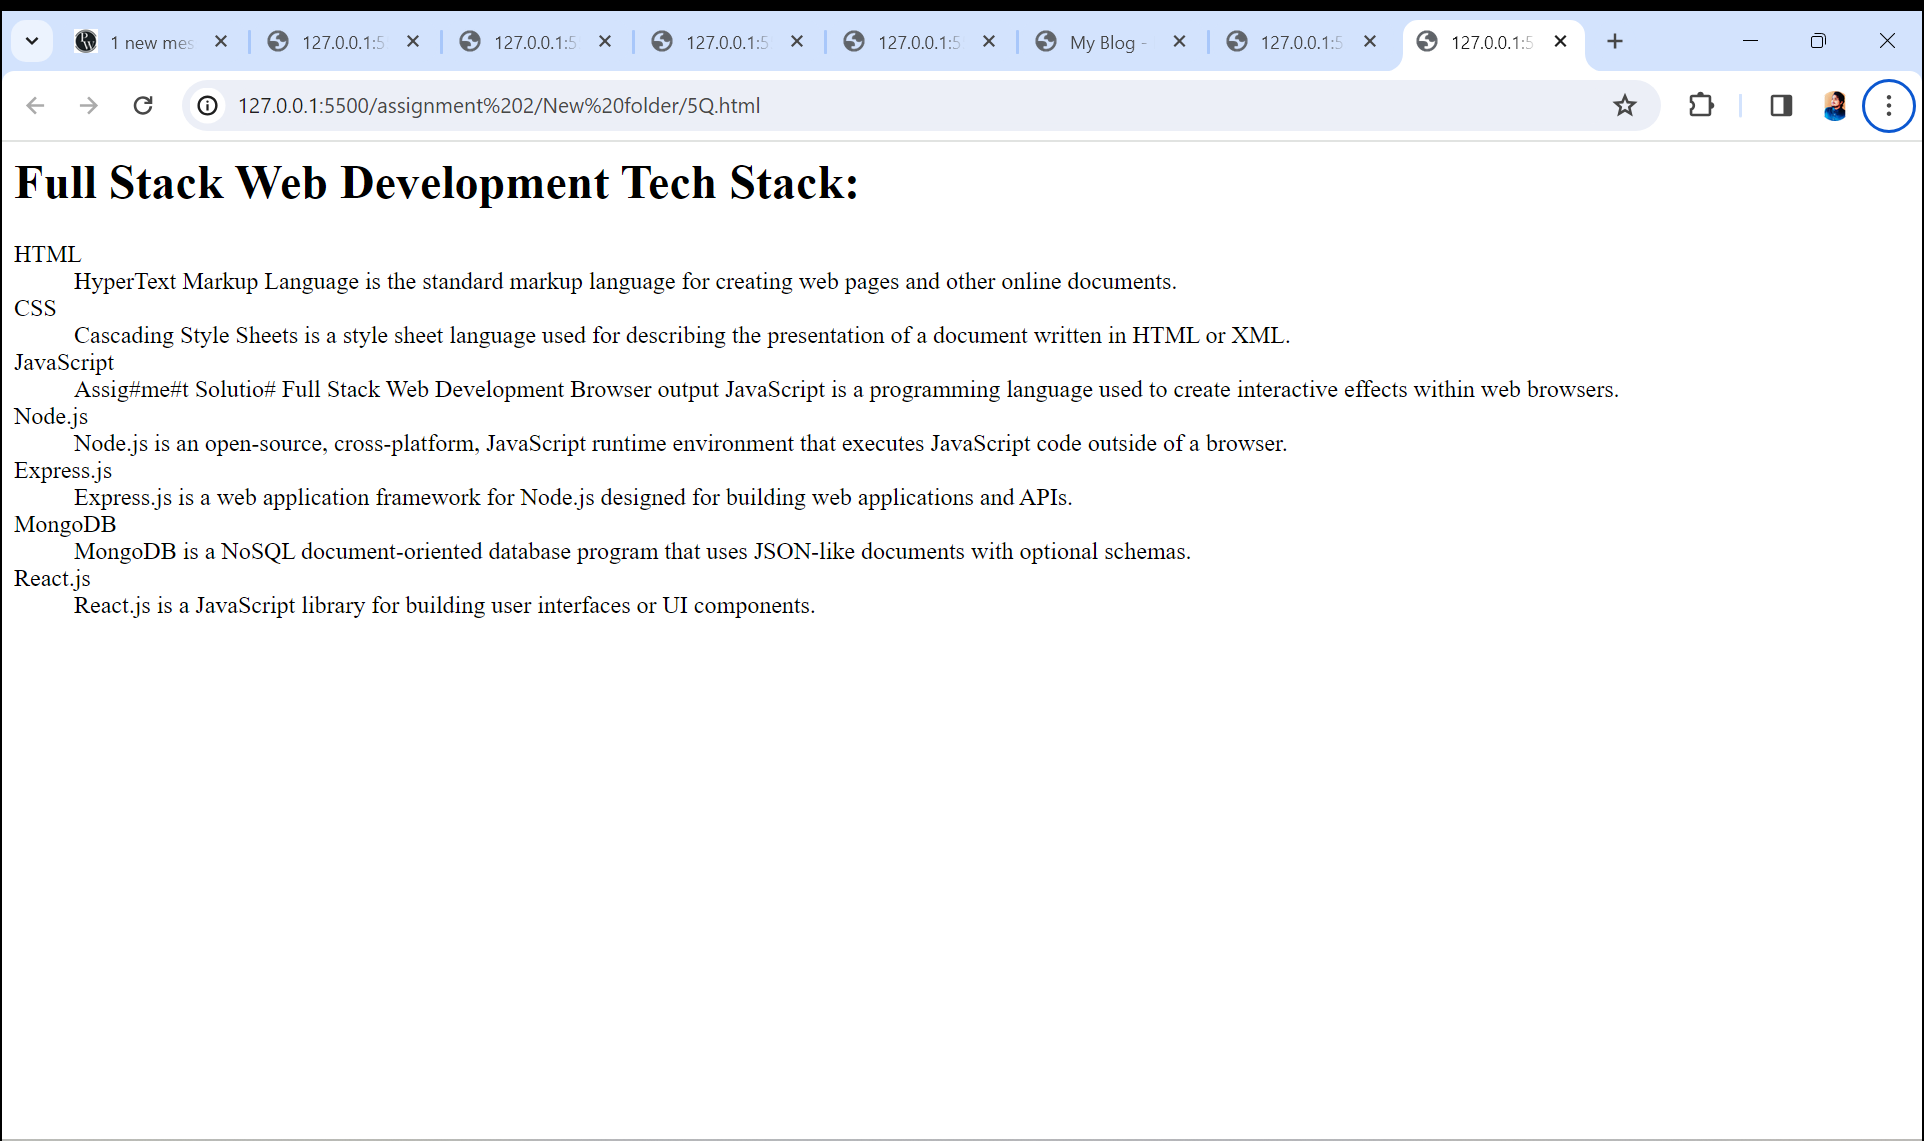 1 new mes
127.0.0.1:5
127.0.0.1:5
127.0.0.1:5
127.0.0.1:5
My Blog -
127.0.0.1:5
127.0.0.1:5
127.0.0.1:5500/assignment%202/New%20folder/5Q.html
Full Stack Web Development Tech Stack:
HTML
HyperText Markup Language is the standard markup language for creating web pages and other online documents.
CSS
Cascading Style Sheets is a style sheet language used for describing the presentation of a document written in HTML or XML.
JavaScript
Assig#me#t Solutio# Full Stack Web Development Browser output JavaScript is a programming language used to create interactive effects within web browsers.
Node.js
Node.js is an open-source, cross-platform, JavaScript runtime environment that executes JavaScript code outside of a browser.
Express.js
Express.js is a web application framework for Node.js designed for building web applications and APIs.
MongoDB
MongoDB is a NoSQL document-oriented database program that uses JSON-like documents with optional schemas.
React.js
React.js is a JavaScript library for building user interfaces or UI components.